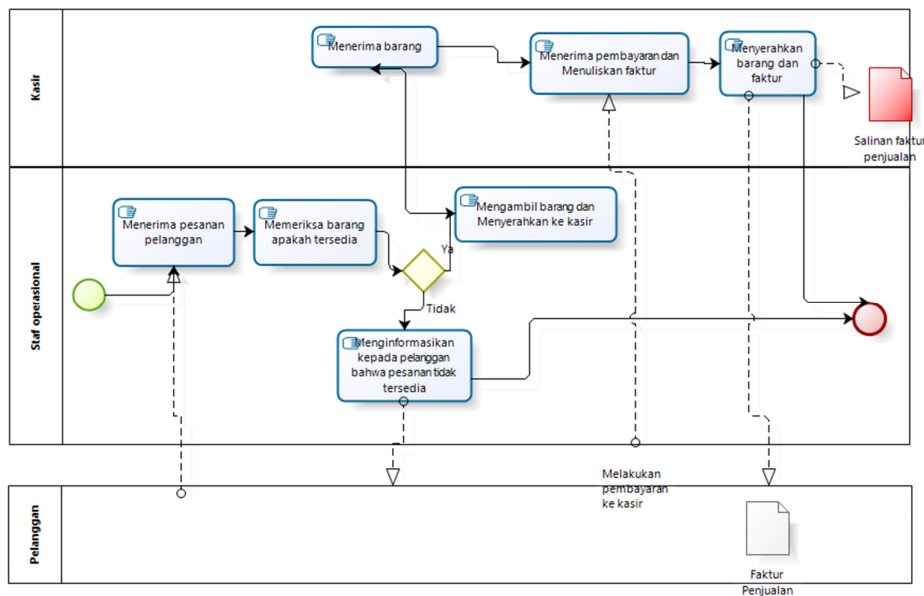 Kasir
Menerima barang
Menerima pembayaran dan
Menuliskan faktur
Menyerahkan
barang dan
faktur
Salinan faktur
penjualan
Staf operasional
Menerima pesanan
pelanggan
Memeriksa barang
apakah tersedia
Mengambil barang dan
Menyerahkan ke kasir
Ya
Tidak
Menginformasikan
kepada pelanggan
bahwa pesanan tidak
tersedia
Pelanggan
Melakukan
pembayaran
ke kasir
Faktur
Penjualan